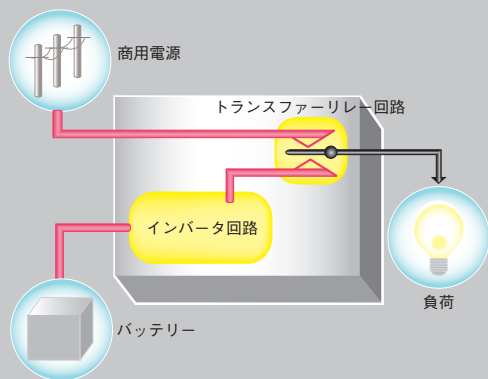 商用電源
トランスファーリレー回路
インバータ回路
バッテリー
負荷